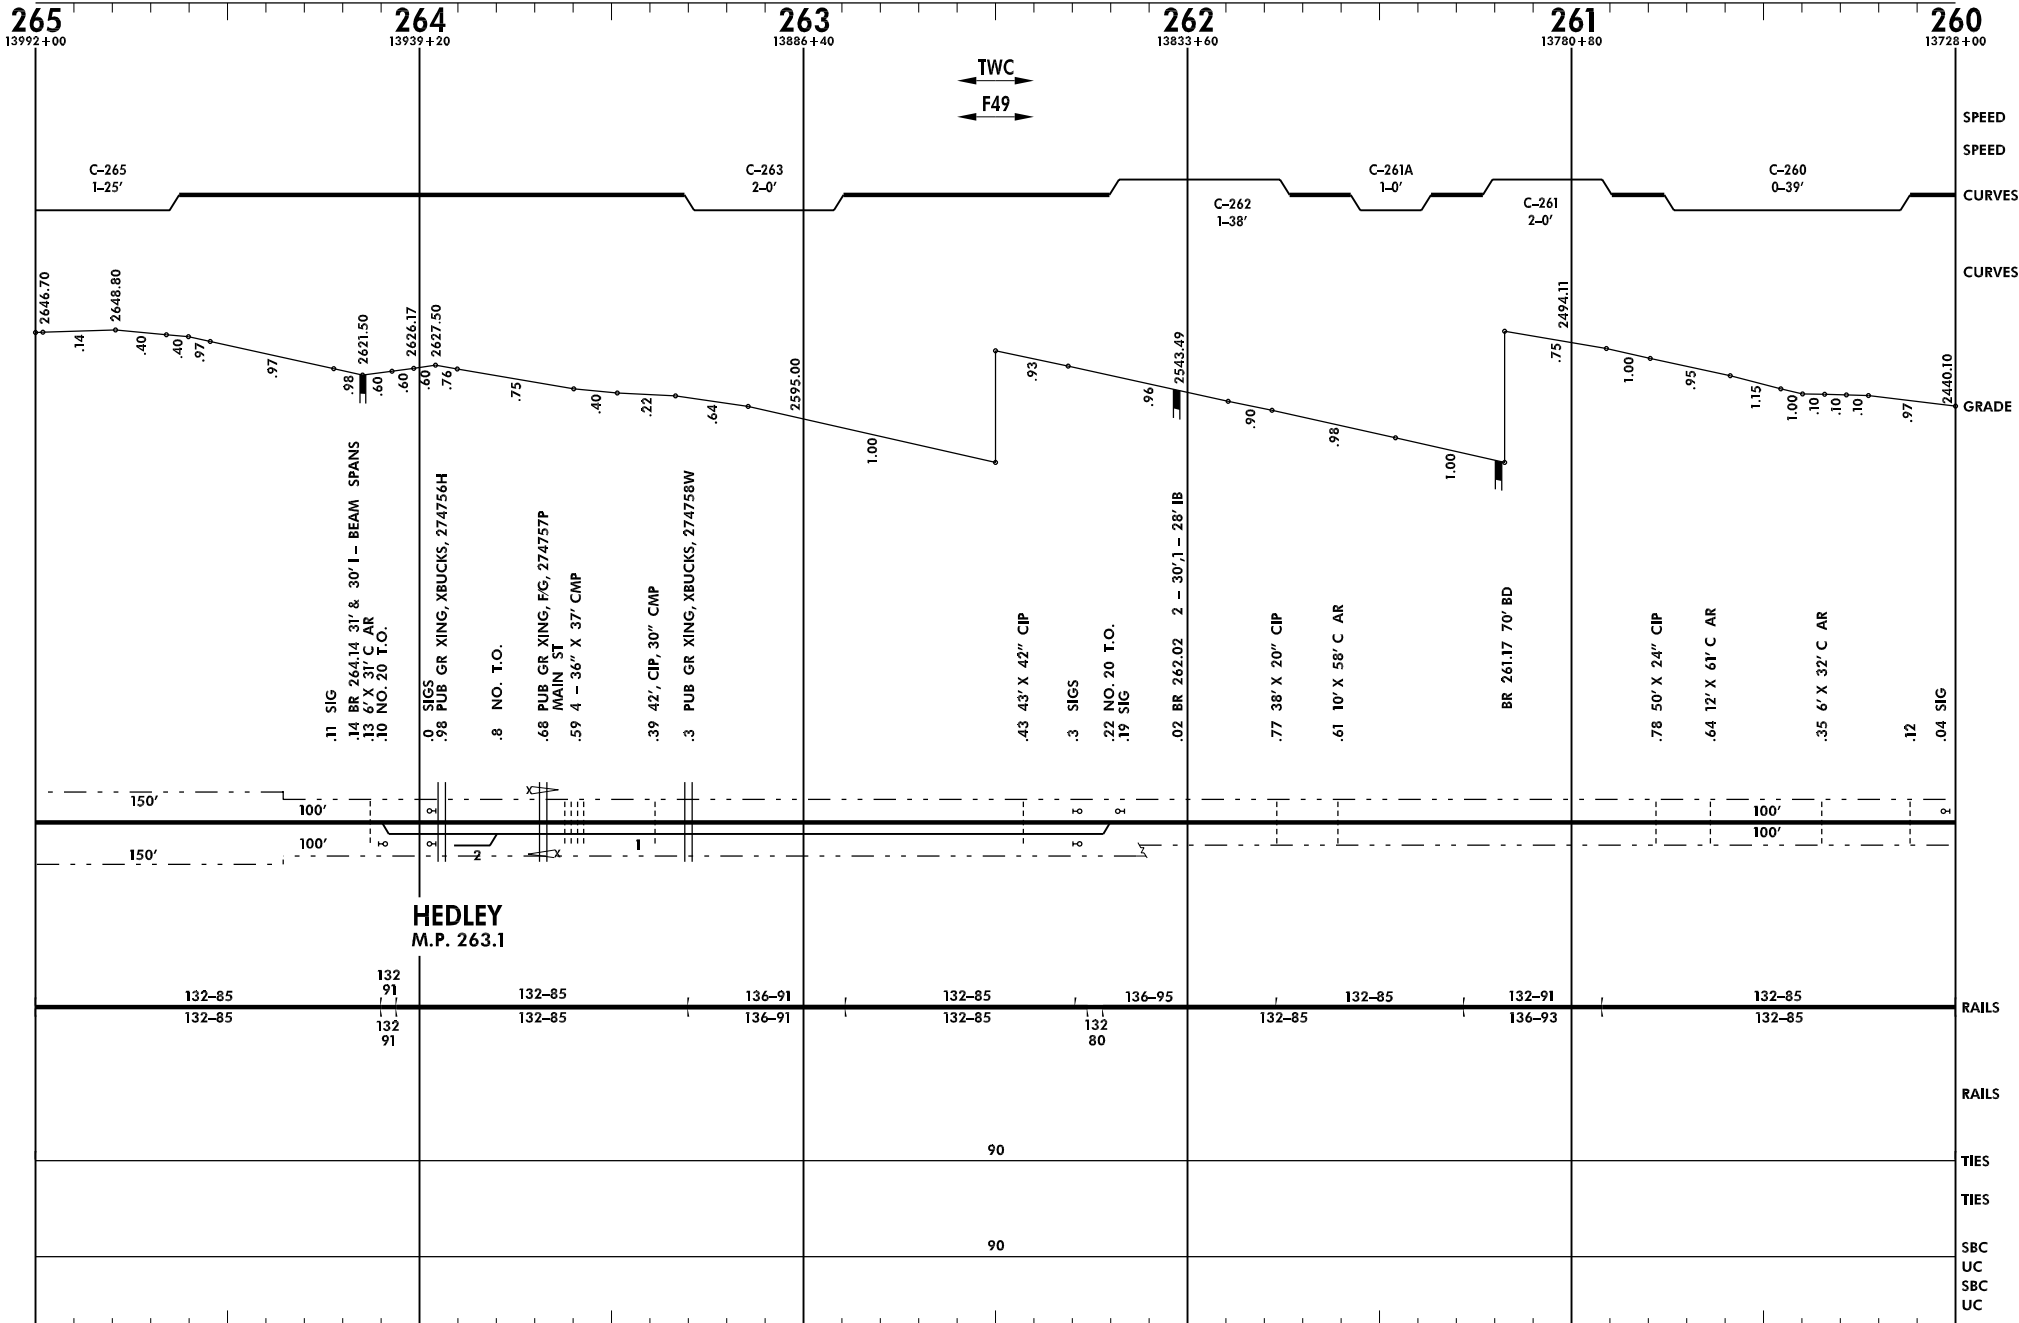 265 264 263 262 261 260
13992+00 13939+20 13886+40 13833+60 13780+80 13728+00
TWC
F49
SPEED
SPEED
C–265
1–25'
C–263
2–0'
C–262
1–38'
C–261A
1–0'
C–261
2–0'
C–260
0–39'
CURVES
CURVES
2646.70
2648.80
2621.50
2626.17
2627.50
2595.00
2543.49
2494.11
2440.10
.14
.40
.40
.97
.97
.98
.60
.60
.60
.76
.75
.40
.22
.64
1.00
.93
.96
.90
.98
1.00
.75
1.00
.95
1.15
1.00
.10
.10
.10
.97
GRADE
.11 SIG
.14 BR 264.14 31' & 30' I – BEAM SPANS
.13 6' X 31' C AR
.10 NO. 20 T.O.
.0 SIGS
.98 PUB GR XING, XBUCKS, 274756H
.8 NO. T.O.
.68 PUB GR XING, F/G, 274757P
MAIN ST
.59 4 – 36" X 37' CMP
.39 42', CIP, 30" CMP
.3 PUB GR XING, XBUCKS, 274758W
.43 43' X 42" CIP
.3 SIGS
.22 NO. 20 T.O.
.19 SIG
.02 BR 262.02 2 – 30',1 – 28' IB
.77 38' X 20" CIP
.61 10' X 58' C AR
BR 261.17 70' BD
.78 50' X 24" CIP
.64 12' X 61' C AR
.35 6' X 32' C AR
.12
.04 SIG
150'
100'
X
100'
100'
150'
100'
2
X
1
HEDLEY
M.P. 263.1
132
91
132–85 132–85 136–91 132–85 136–95 132–85 132–91 132–85
RAILS
132–85 132–85 136–91 132–85 132–85 136–93 132–85
132
91
132
80
RAILS
90
TIES
TIES
90
SBC
UC
SBC
UC